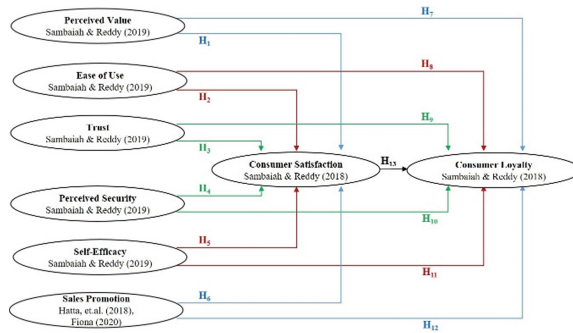 Perceived Value
Sambaiah & Reddy (2019)
H7
H1
Ease of Use
Sambaiah & Reddy (2019)
H8
H2
Trust
Sambaiah & Reddy (2019)
H9
H3
Consumer Satisfaction
Sambaiah & Reddy (2018)
H13
Consumer Loyalty
Sambaiah & Reddy (2018)
Perceived Security
Sambaiah & Reddy (2019)
H4
H10
Self-Efficacy
Sambaiah & Reddy (2019)
H5
H11
Sales Promotion
Hatta, et.al. (2018),
Fiona (2020)
H6
H12